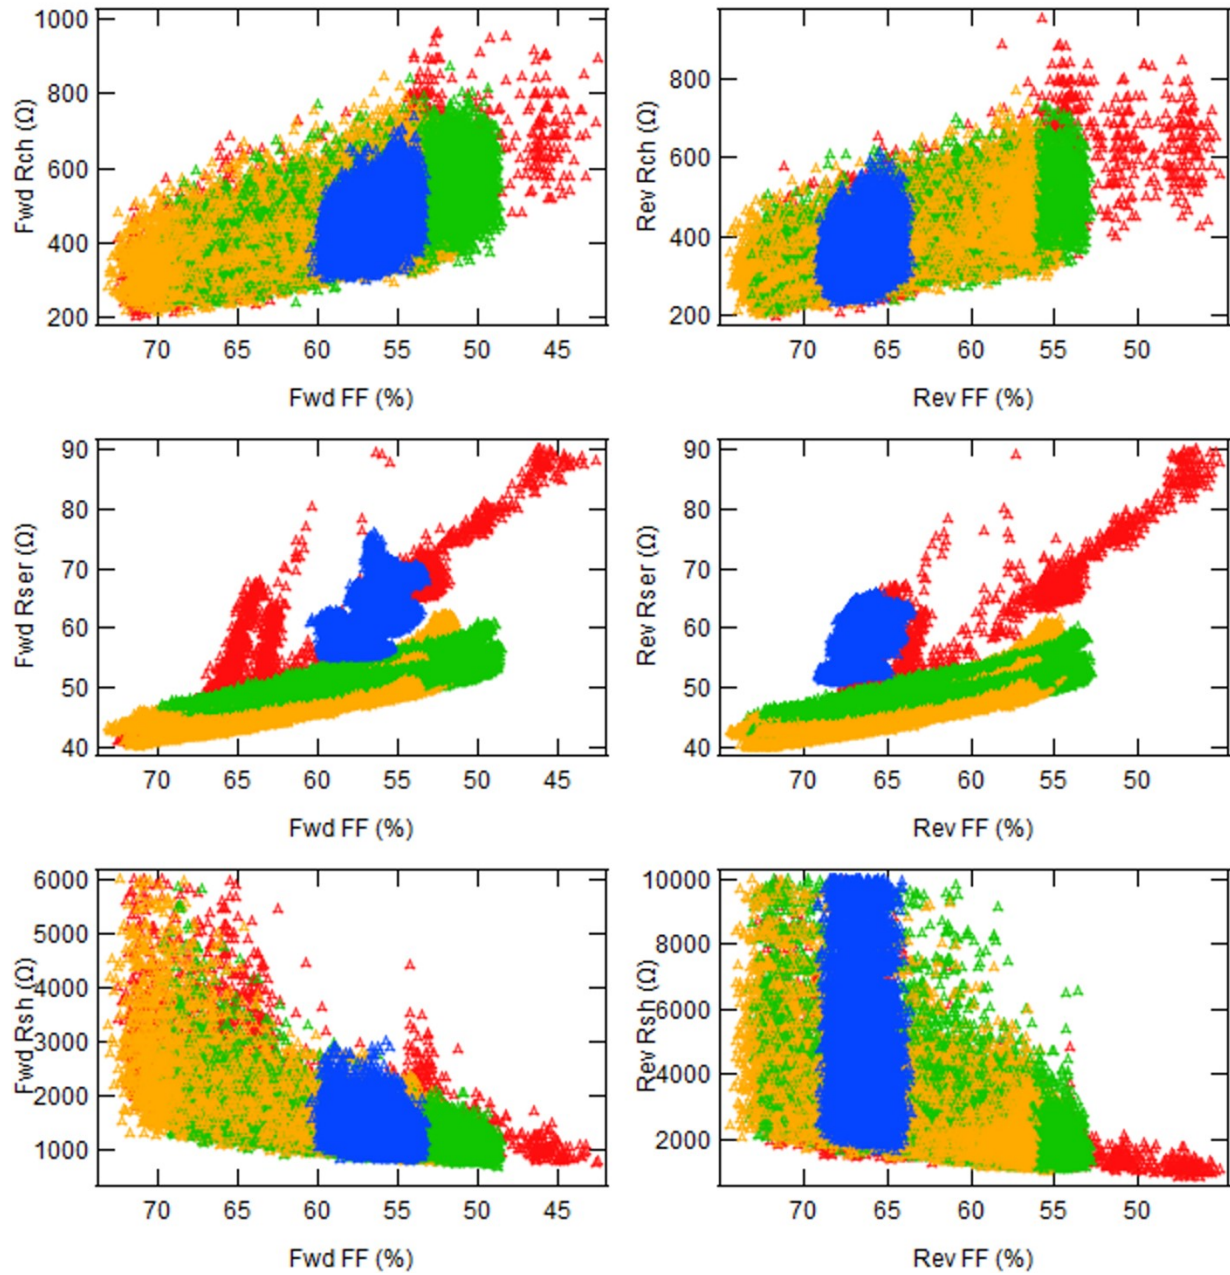 1000
800
600
400
200
Fwd Rch (Ω)
70 65 60 55 50 45
Fwd FF (%)
800
600
400
200
Rev Rch (Ω)
70 65 60 55 50
Rev FF (%)
90
80
70
60
50
40
Fwd Rser (Ω)
70 65 60 55 50 45
Fwd FF (%)
90
80
70
60
50
40
Rev Rser (Ω)
70 65 60 55 50
Rev FF (%)
6000
5000
4000
3000
2000
1000
Fwd Rsh (Ω)
70 65 60 55 50 45
Fwd FF (%)
10000
8000
6000
4000
2000
Rev Rsh (Ω)
70 65 60 55 50
Rev FF (%)